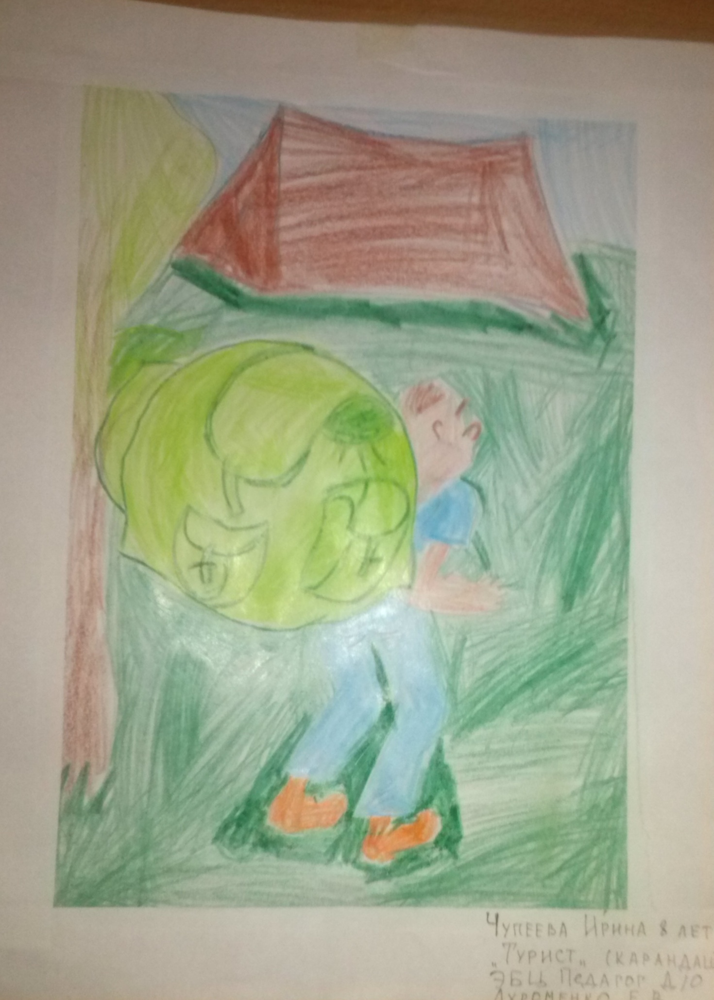 Чупеева Ирина 8 лет
„Турист„ (карандаш
ЭБЦ Педагог Д/О
Е.В.